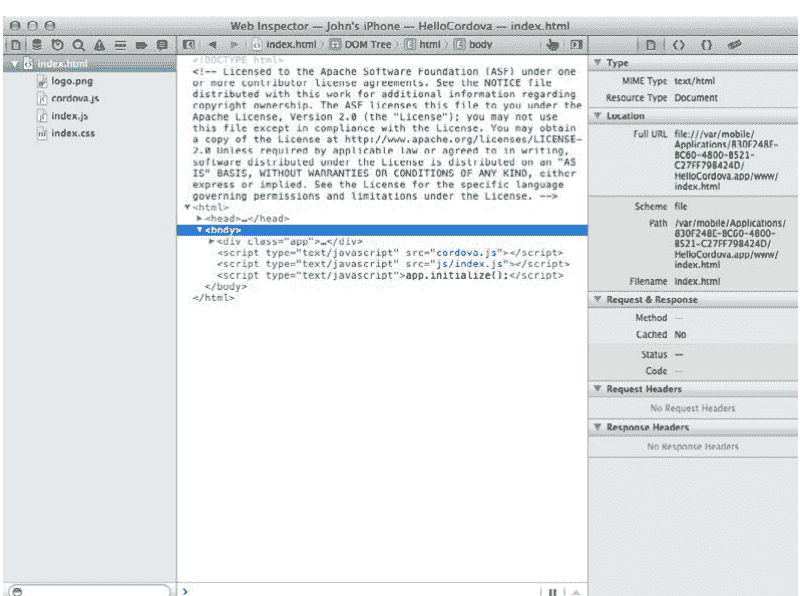 Web Inspector — John's iPhone — HelloCordova — index.html
index.html
DOM Tree
html
body
index.html
logo.png
cordova.js
index.js
index.css
<!DOCTYPE html>
<!-- Licensed to the Apache Software Foundation (ASF) under one
or more contributor license agreements. See the NOTICE file
distributed with this work for additional information regarding
copyright ownership. The ASF licenses this file to you under the
Apache License, Version 2.0 (the "License"); you may not use
this file except in compliance with the License. You may obtain
a copy of the License at http://www.apache.org/licenses/LICENSE-
2.0 Unless required by applicable law or agreed to in writing,
software distributed under the License is distributed on an "AS
IS" BASIS, WITHOUT WARRANTIES OR CONDITIONS OF ANY KIND, either
express or implied. See the License for the specific language
governing permissions and limitations under the License. -->
<html>
<head>…</head>
<body>
<div class="app">…</div>
<script type="text/javascript" src="cordova.js"></script>
<script type="text/javascript" src="js/index.js"></script>
<script type="text/javascript">app.initialize();</script>
</body>
</html>
Type
MIME Type text/html
Resource Type Document
Location
Full URL file:///var/mobile/
Applications/830F248E-
BC60-4800-B521-
C27FF798424D/
HelloCordova.app/www/
index.html
Scheme file
Path /var/mobile/Applications/
830F248E-BC60-4800-
B521-C27FF798424D/
HelloCordova.app/www/
index.html
Filename index.html
Request & Response
Method —
Cached No
Status —
Code —
Request Headers
No Request Headers
Response Headers
No Response Headers